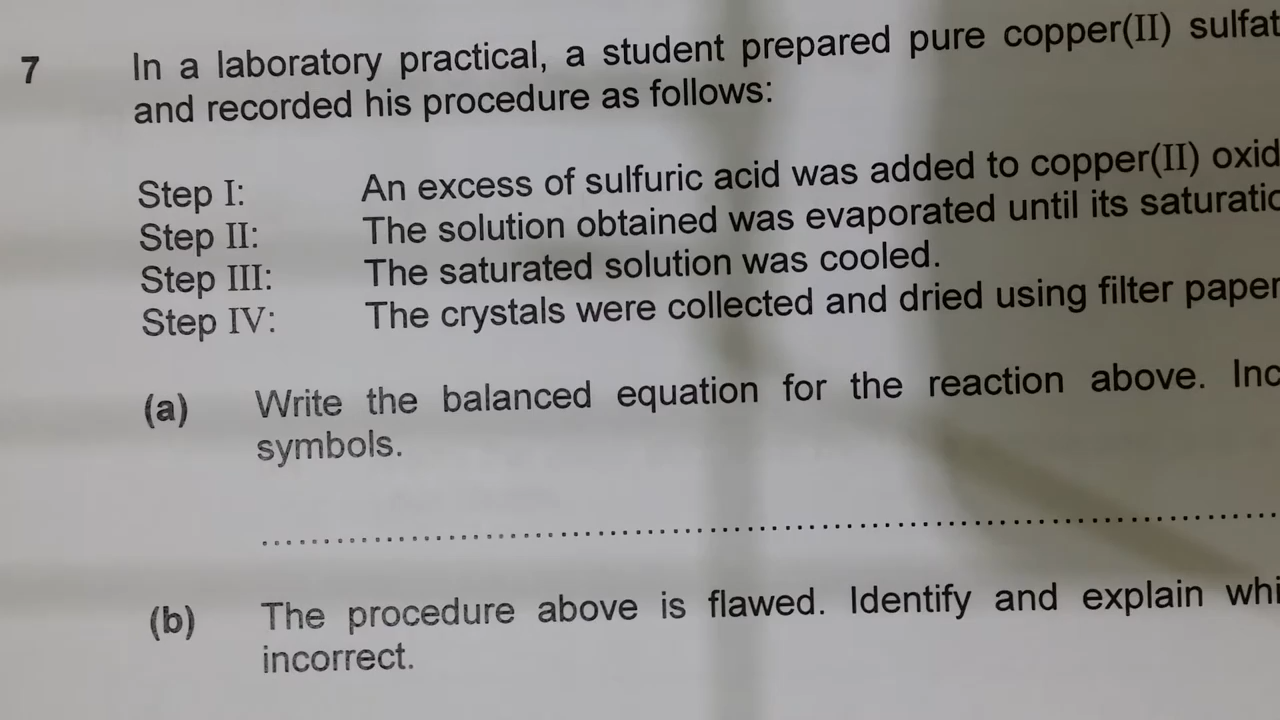 7 In a laboratory practical, a student prepared pure copper(II) sulfat
and recorded his procedure as follows:
Step I: An excess of sulfuric acid was added to copper(II) oxid
Step II: The solution obtained was evaporated until its saturatio
Step III: The saturated solution was cooled.
Step IV: The crystals were collected and dried using filter paper
(a) Write the balanced equation for the reaction above. Inc
symbols.
(b) The procedure above is flawed. Identify and explain whi
incorrect.